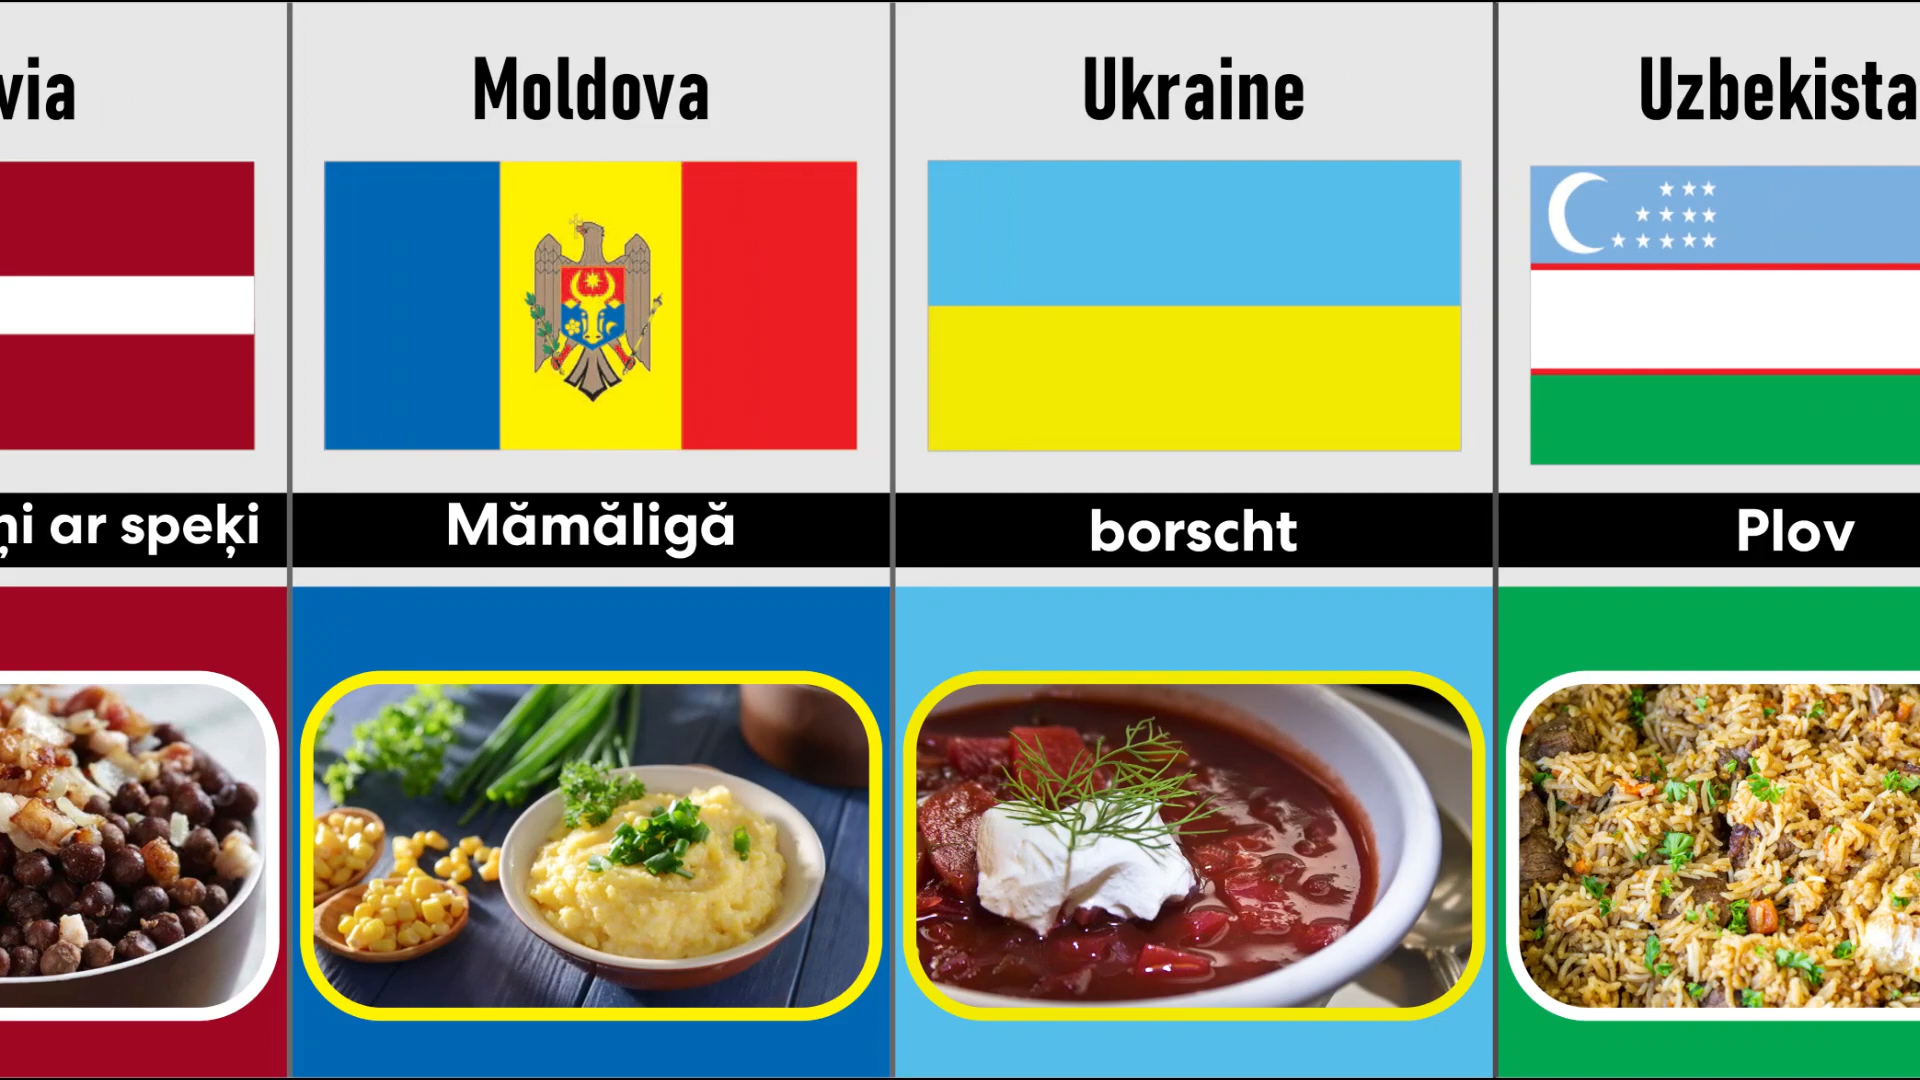 via
Moldova
Ukraine
Uzbekista
ņi ar speķi
Mămăligă
borscht
Plov